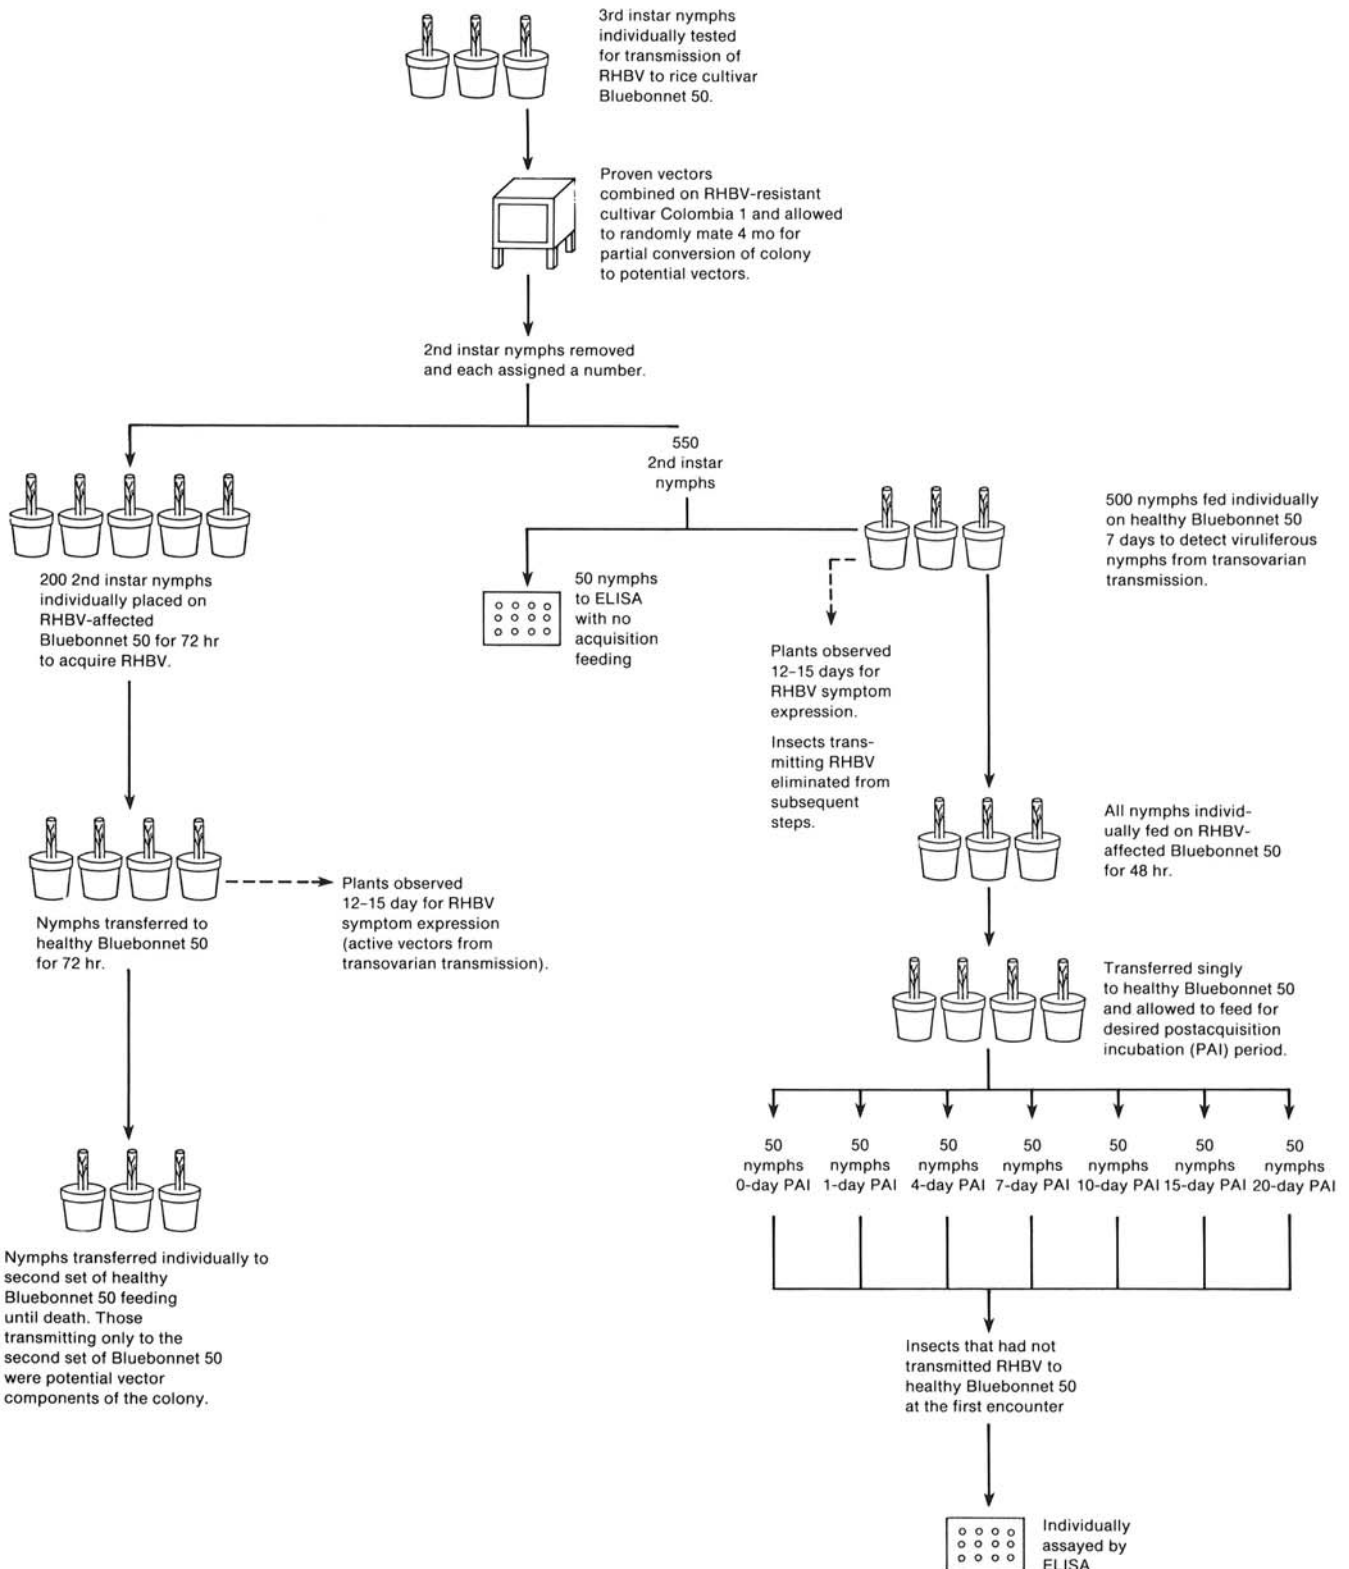 3rd instar nymphs
individually tested
for transmission of
RHBV to rice cultivar
Bluebonnet 50.
Proven vectors
combined on RHBV-resistant
cultivar Colombia 1 and allowed
to randomly mate 4 mo for
partial conversion of colony
to potential vectors.
2nd instar nymphs removed
and each assigned a number.
550
2nd instar
nymphs
200 2nd instar nymphs
individually placed on
RHBV-affected
Bluebonnet 50 for 72 hr
to acquire RHBV.
50 nymphs
to ELISA
with no
acquisition
feeding
500 nymphs fed individually
on healthy Bluebonnet 50
7 days to detect viruliferous
nymphs from transovarian
transmission.
Plants observed
12–15 days for
RHBV symptom
expression.
Insects trans-
mitting RHBV
eliminated from
subsequent
steps.
All nymphs individ-
ually fed on RHBV-
affected Bluebonnet 50
for 48 hr.
Nymphs transferred to
healthy Bluebonnet 50
for 72 hr.
Plants observed
12–15 day for RHBV
symptom expression
(active vectors from
transovarian transmission).
Transferred singly
to healthy Bluebonnet 50
and allowed to feed for
desired postacquisition
incubation (PAI) period.
50 50 50 50 50 50 50
nymphs nymphs nymphs nymphs nymphs nymphs nymphs
0-day PAI 1-day PAI 4-day PAI 7-day PAI 10-day PAI 15-day PAI 20-day PAI
Nymphs transferred individually to
second set of healthy
Bluebonnet 50 feeding
until death. Those
transmitting only to the
second set of Bluebonnet 50
were potential vector
components of the colony.
Insects that had not
transmitted RHBV to
healthy Bluebonnet 50
at the first encounter
Individually
assayed by
ELISA